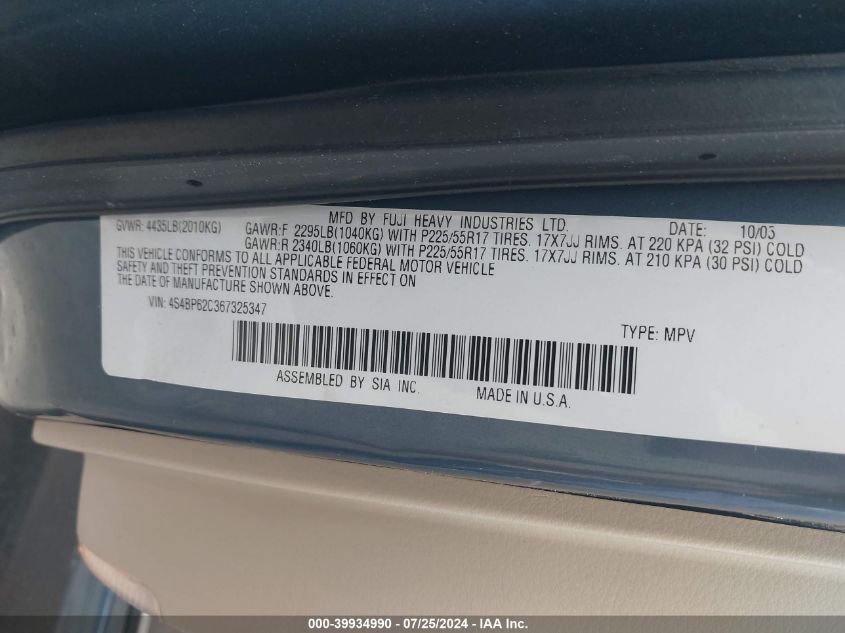 MFD BY FUJI HEAVY INDUSTRIES LTD. DATE: 10/05
GVWR: 4435LB(2010KG) GAWR:F 2295LB(1040KG) WITH P225/55R17 TIRES. 17X7JJ RIMS. AT 220 KPA (32 PSI) COLD
GAWR:R 2340LB(1060KG) WITH P225/55R17 TIRES. 17X7JJ RIMS. AT 210 KPA (30 PSI) COLD
THIS VEHICLE CONFORMS TO ALL APPLICABLE FEDERAL MOTOR VEHICLE
SAFETY AND THEFT PREVENTION STANDARDS IN EFFECT ON
THE DATE OF MANUFACTURE SHOWN ABOVE.
VIN: 4S4BP62C367325347 TYPE: MPV
ASSEMBLED BY SIA INC. MADE IN U.S.A.
000-39934990 - 07/25/2024 - IAA Inc.